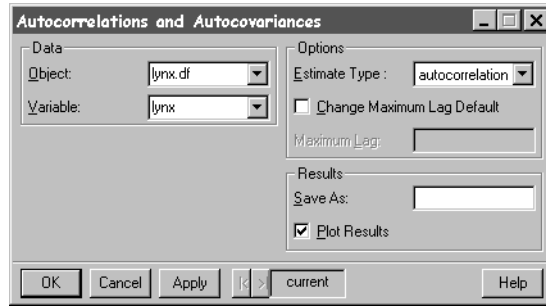 Autocorrelations and Autocovariances
Data
Object: lynx.df
Variable: lynx
Options
Estimate Type : autocorrelation
Change Maximum Lag Default
Maximum Lag:
Results
Save As:
Plot Results
OK Cancel Apply current Help